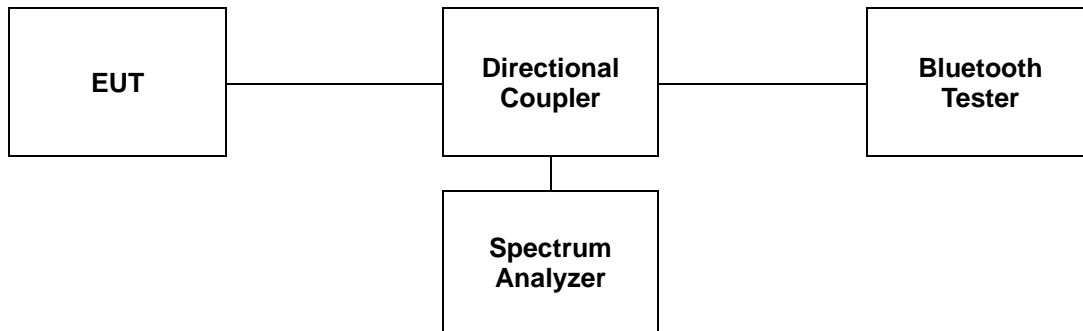 EUT
Directional
Coupler
Bluetooth
Tester
Spectrum
Analyzer